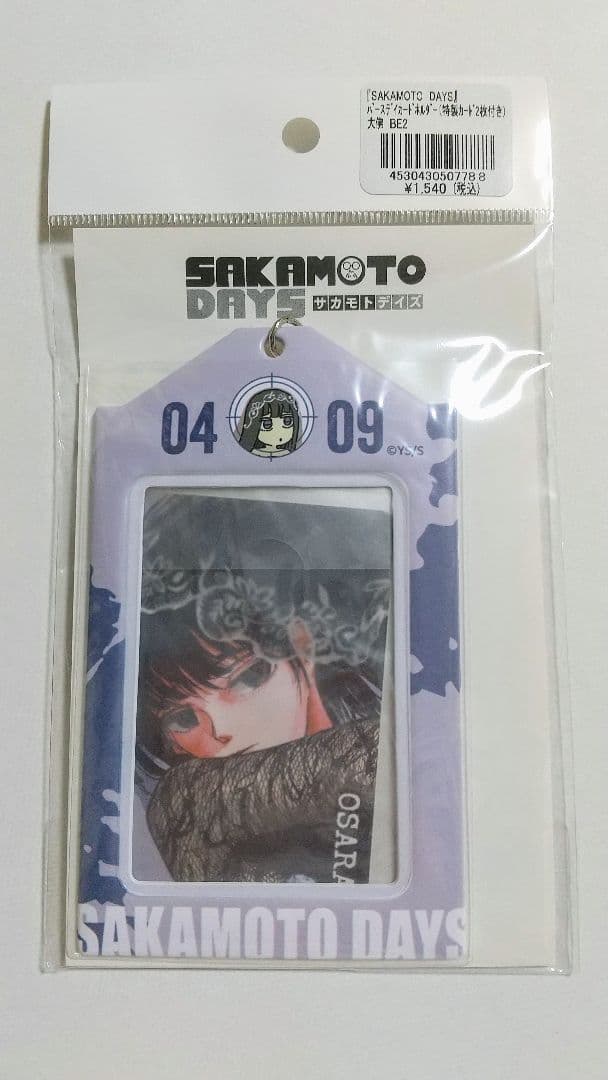 『SAKAMOTO DAYS』
バースデイカードホルダー(特製カード2枚付き)
大佛 BE2
4530430507788
¥1,540 (税込)
SAKAMOTO
DAYS サカモトデイズ
04 09
©YS/S
OSARA
SAKAMOTO DAYS